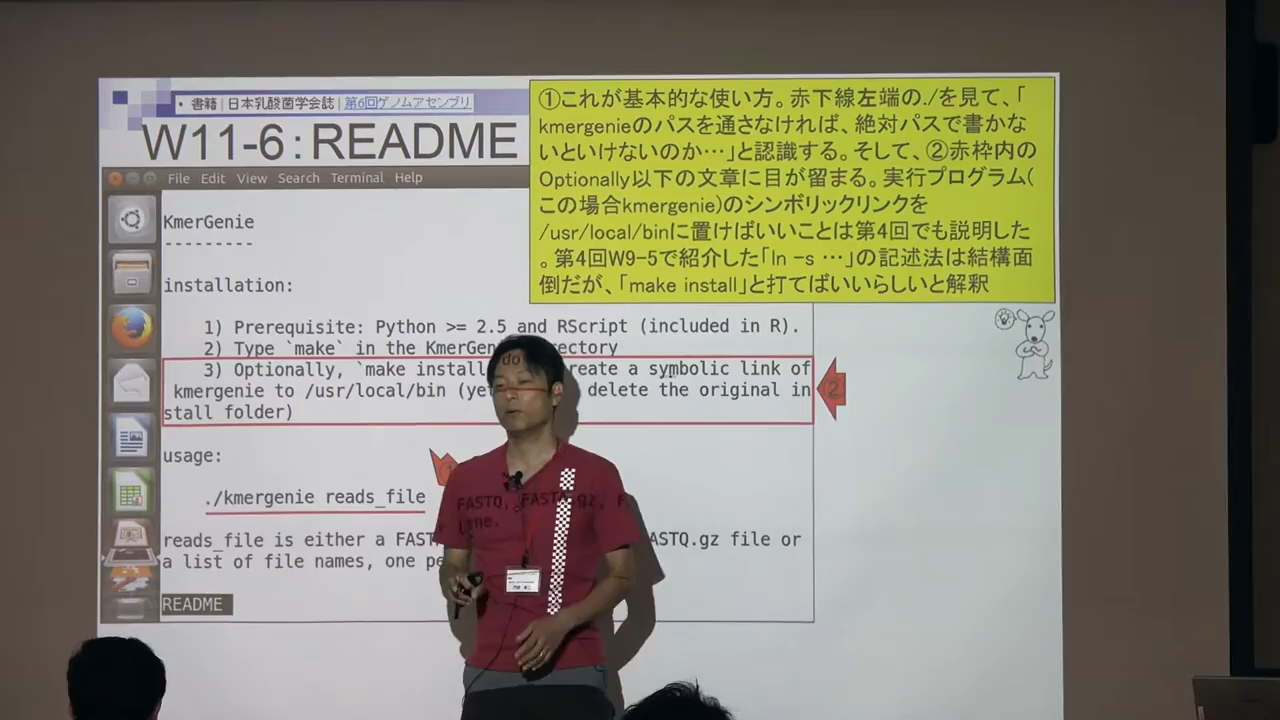 • 書籍 | 日本乳酸菌学会誌 | 第6回ゲノムアセンブリ
W11-6：README
①これが基本的な使い方。赤下線左端の./を見て、「
kmergenieのパスを通さなければ、絶対パスで書かな
いといけないのか…」と認識する。そして、②赤枠内の
Optionally以下の文章に目が留まる。実行プログラム(
この場合kmergenie)のシンボリックリンクを
/usr/local/binに置けばいいことは第4回でも説明した
。第4回W9-5で紹介した「ln -s …」の記述法は結構面
倒だが、「make install」と打てばいいらしいと解釈
File Edit View Search Terminal Help
KmerGenie
---------
installation:
1) Prerequisite: Python >= 2.5 and RScript (included in R).
2) Type `make` in the KmerGen directory
3) Optionally, `make install do create a symbolic link of
kmergenie to /usr/local/bin (yet delete the original in
stall folder)
②
usage:
./kmergenie reads_file
reads_file is either a FASTQ, FASTA.gz, FASTQ.gz file or
a list of file names, one pe line.
README